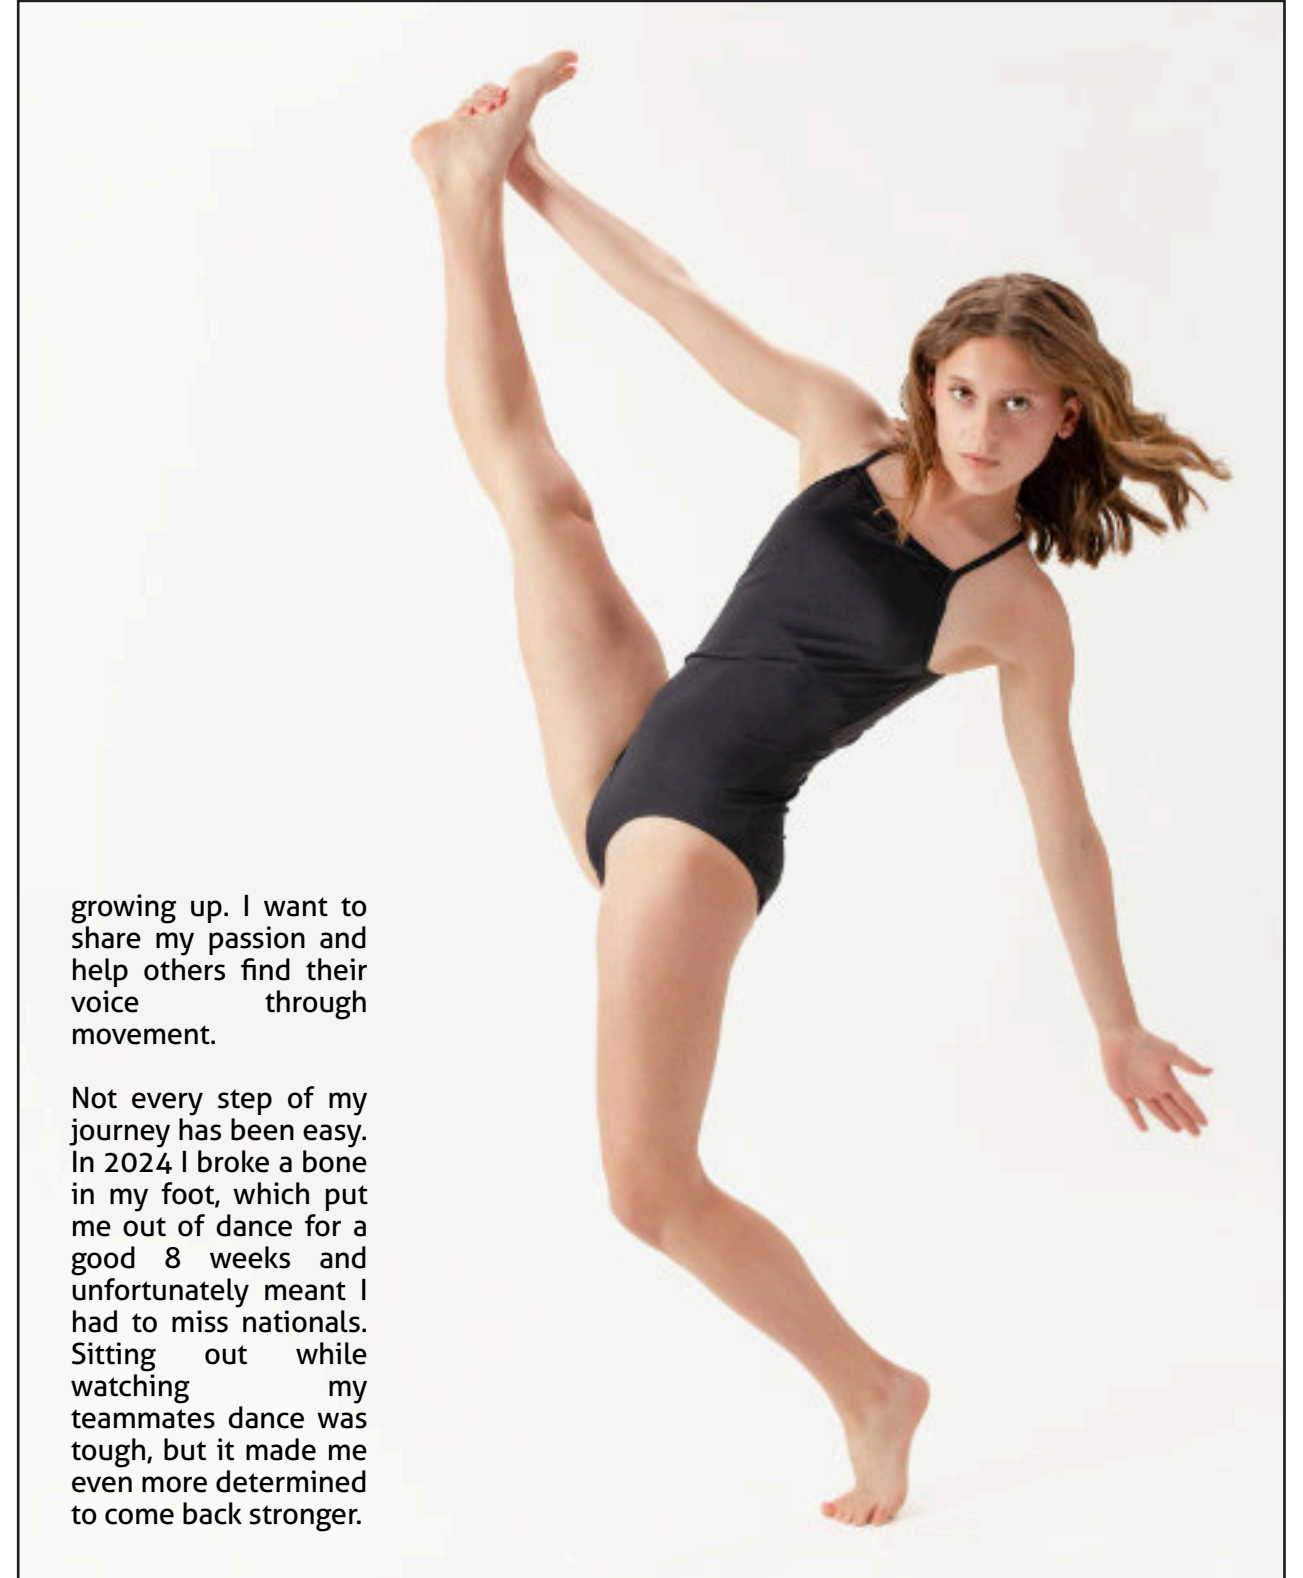 growing up. I want to
share my passion and
help others find their
voice through
movement.
Not every step of my
journey has been easy.
In 2024 I broke a bone
in my foot, which put
me out of dance for a
good 8 weeks and
unfortunately meant I
had to miss nationals.
Sitting out while
watching my
teammates dance was
tough, but it made me
even more determined
to come back stronger.